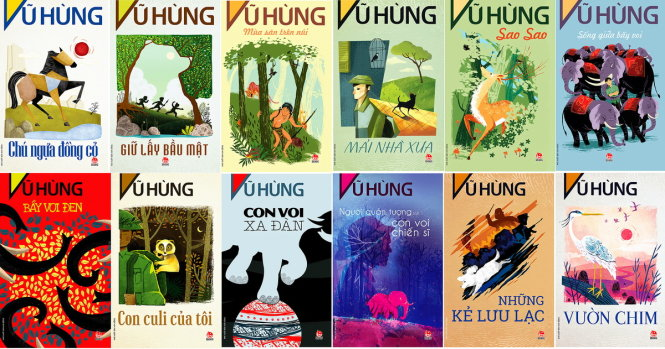 VŨ HÙNG
Chú ngựa đồng cỏ
VŨ HÙNG
GIỮ LẤY BẦU MẬT
VŨ HÙNG
Mùa săn trên núi
VŨ HÙNG
MÁI NHÀ XƯA
VŨ HÙNG
Sao Sao
VŨ HÙNG
Sống giữa bầy voi
VŨ HÙNG
BẦY VOI ĐEN
VŨ HÙNG
Con culi của tôi
VŨ HÙNG
CON VOI
XA ĐÀN
VŨ HÙNG
Người quản tượng và
con voi
chiến sĩ
VŨ HÙNG
NHỮNG
KẺ LƯU LẠC
VŨ HÙNG
VƯỜN CHIM